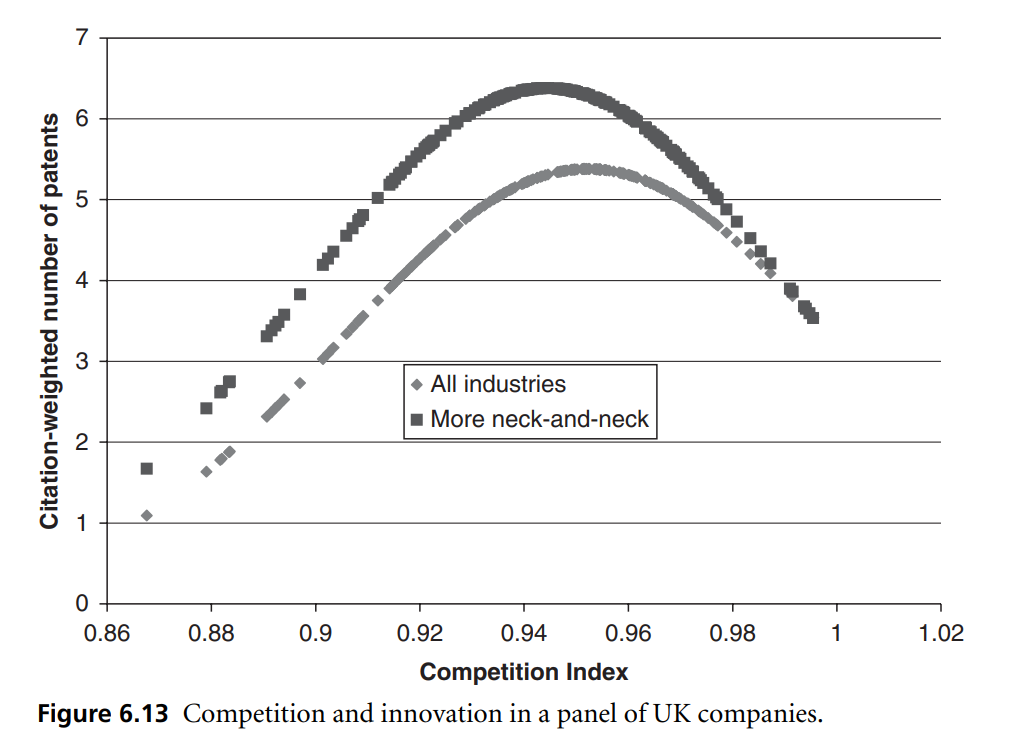 7
6
5
4
3
2
1
0
Citation-weighted number of patents
All industries
More neck-and-neck
0.86 0.88 0.9 0.92 0.94 0.96 0.98 1 1.02
Competition Index
Figure 6.13 Competition and innovation in a panel of UK companies.